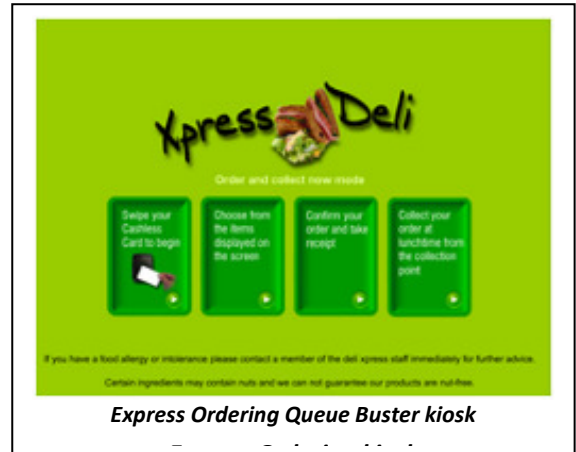 Xpress Deli
Order and collect now mode
Swipe your
Cashless
Card to begin
Choose from
the items
displayed on
the screen
Confirm your
order and take
receipt
Collect your
order at
lunchtime from
the collection
point
If you have a food allergy or intolerance please contact a member of the deli xpress staff immediately for further advice.
Certain ingredients may contain nuts and we can not guarantee our products are nut-free.
Express Ordering Queue Buster kiosk